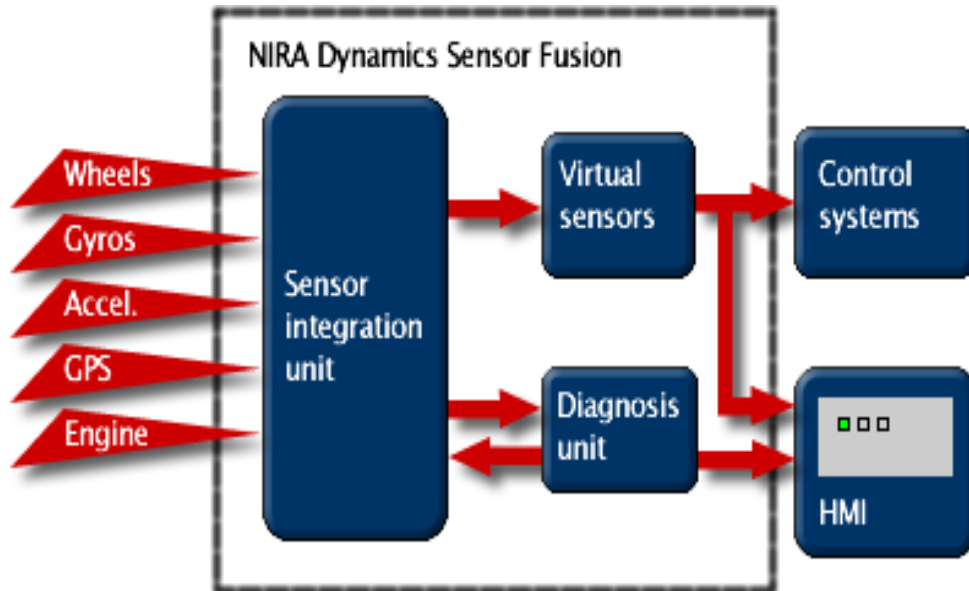 NIRA Dynamics Sensor Fusion
Wheels
Gyros
Accel.
GPS
Engine
Sensor
integration
unit
Virtual
sensors
Diagnosis
unit
Control
systems
HMI